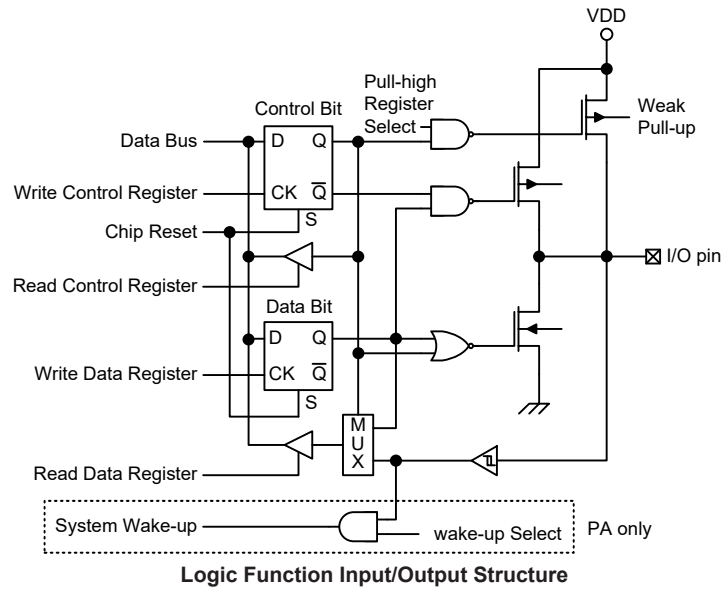 VDD
Pull-high
Register
Select
Weak
Pull-up
Control Bit
Data Bus
D
Q
Write Control Register
CK
Q
S
Chip Reset
I/O pin
Read Control Register
Data Bit
D
Q
Write Data Register
CK
Q
S
M
U
X
Read Data Register
System Wake-up
wake-up Select
PA only
Logic Function Input/Output Structure